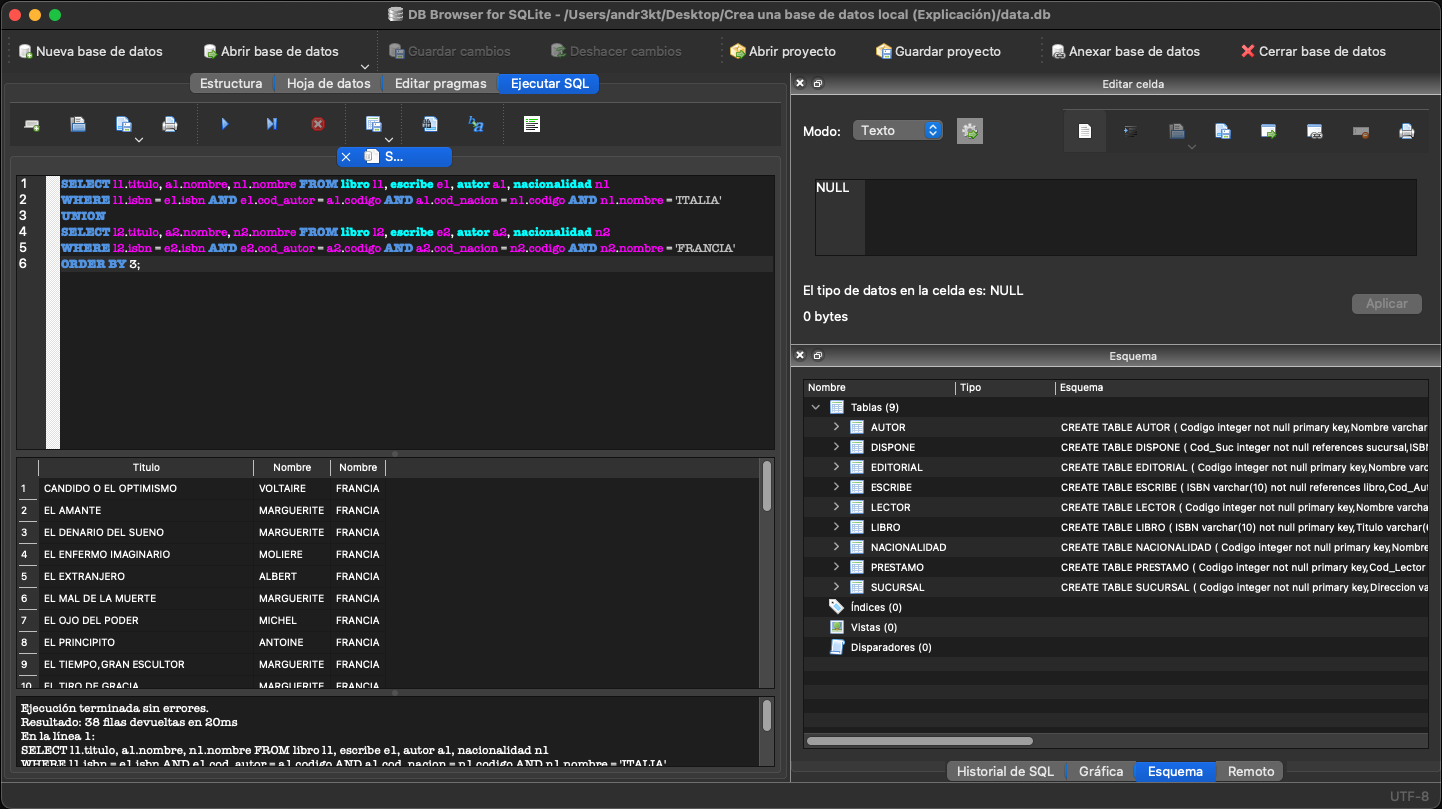 DB Browser for SQLite - /Users/andr3kt/Desktop/Crea una base de datos local (Explicación)/data.db
Nueva base de datos Abrir base de datos Guardar cambios Deshacer cambios Abrir proyecto Guardar proyecto Anexar base de datos Cerrar base de datos
Estructura Hoja de datos Editar pragmas Ejecutar SQL
S...
1 SELECT l1.titulo, a1.nombre, n1.nombre FROM libro l1, escribe e1, autor a1, nacionalidad n1
2 WHERE l1.isbn = e1.isbn AND e1.cod_autor = a1.codigo AND a1.cod_nacion = n1.codigo AND n1.nombre = 'ITALIA'
3 UNION
4 SELECT l2.titulo, a2.nombre, n2.nombre FROM libro l2, escribe e2, autor a2, nacionalidad n2
5 WHERE l2.isbn = e2.isbn AND e2.cod_autor = a2.codigo AND a2.cod_nacion = n2.codigo AND n2.nombre = 'FRANCIA'
6 ORDER BY 3;
Titulo Nombre Nombre
1 CANDIDO O EL OPTIMISMO VOLTAIRE FRANCIA
2 EL AMANTE MARGUERITE FRANCIA
3 EL DENARIO DEL SUENO MARGUERITE FRANCIA
4 EL ENFERMO IMAGINARIO MOLIERE FRANCIA
5 EL EXTRANJERO ALBERT FRANCIA
6 EL MAL DE LA MUERTE MARGUERITE FRANCIA
7 EL OJO DEL PODER MICHEL FRANCIA
8 EL PRINCIPITO ANTOINE FRANCIA
9 EL TIEMPO,GRAN ESCULTOR MARGUERITE FRANCIA
10 EL TIRO DE GRACIA MARGUERITE FRANCIA
Ejecución terminada sin errores.
Resultado: 38 filas devueltas en 20ms
En la línea 1:
SELECT l1.titulo, a1.nombre, n1.nombre FROM libro l1, escribe e1, autor a1, nacionalidad n1
WHERE l1.isbn = e1.isbn AND e1.cod_autor = a1.codigo AND a1.cod_nacion = n1.codigo AND n1.nombre = 'ITALIA'
Editar celda
Modo: Texto
NULL
El tipo de datos en la celda es: NULL
0 bytes
Aplicar
Esquema
Nombre Tipo Esquema
Tablas (9)
AUTOR CREATE TABLE AUTOR ( Codigo integer not null primary key,Nombre varchar
DISPONE CREATE TABLE DISPONE ( Cod_Suc integer not null references sucursal,ISBN
EDITORIAL CREATE TABLE EDITORIAL ( Codigo integer not null primary key,Nombre varc
ESCRIBE CREATE TABLE ESCRIBE ( ISBN varchar(10) not null references libro,Cod_Aut
LECTOR CREATE TABLE LECTOR ( Codigo integer not null primary key,Nombre varcha
LIBRO CREATE TABLE LIBRO ( ISBN varchar(10) not null primary key,Titulo varchar(
NACIONALIDAD CREATE TABLE NACIONALIDAD ( Codigo integer not null primary key,Nombre
PRESTAMO CREATE TABLE PRESTAMO ( Codigo integer not null primary key,Cod_Lector
SUCURSAL CREATE TABLE SUCURSAL ( Codigo integer not null primary key,Direccion va
Índices (0)
Vistas (0)
Disparadores (0)
Historial de SQL Gráfica Esquema Remoto
UTF-8